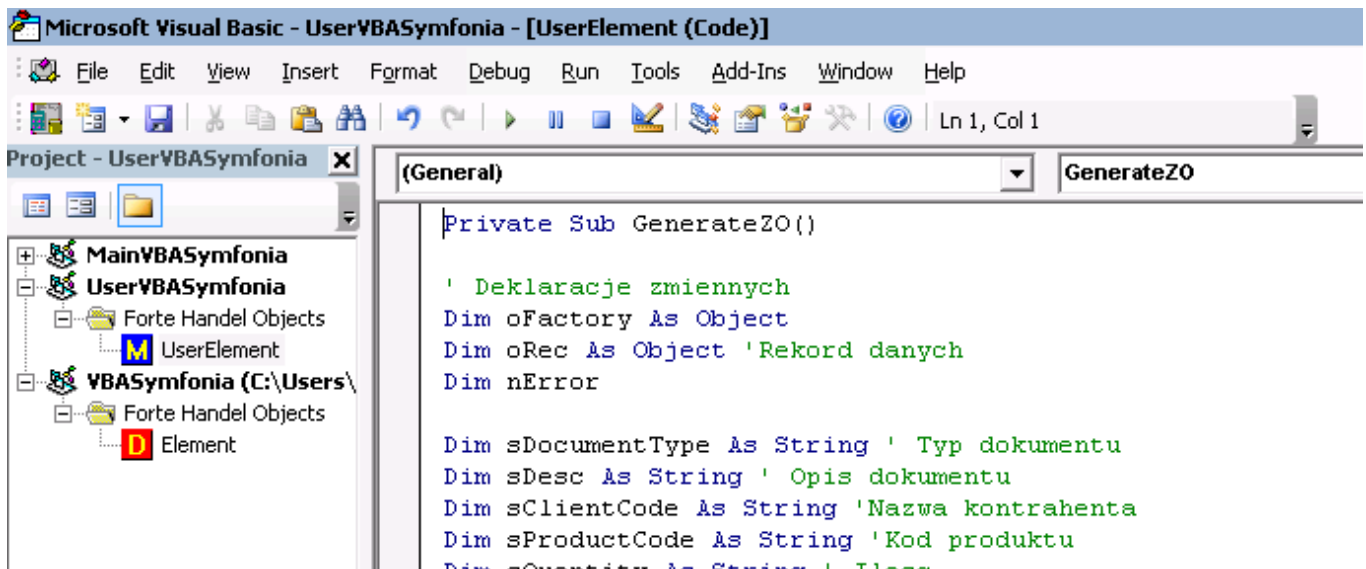 Microsoft Visual Basic - UserVBASymfonia - [UserElement (Code)]
File Edit View Insert Format Debug Run Tools Add-Ins Window Help
Ln 1, Col 1
Project - UserVBASymfonia
(General)
GenerateZO
MainVBASymfonia
UserVBASymfonia
Forte Handel Objects
M UserElement
VBASymfonia (C:\Users\
Forte Handel Objects
D Element
Private Sub GenerateZO()
' Deklaracje zmiennych
Dim oFactory As Object
Dim oRec As Object 'Rekord danych
Dim nError
Dim sDocumentType As String ' Typ dokumentu
Dim sDesc As String ' Opis dokumentu
Dim sClientCode As String 'Nazwa kontrahenta
Dim sProductCode As String 'Kod produktu